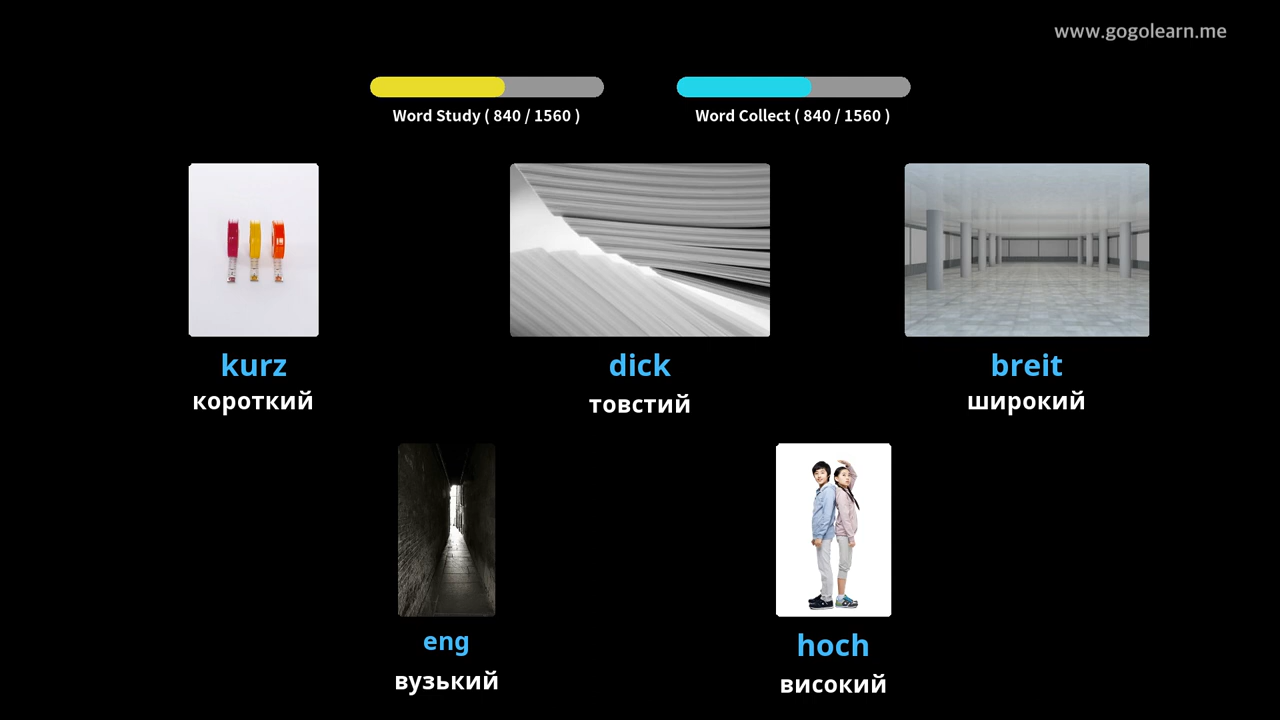 www.gogolearn.me
Word Study ( 840 / 1560 )
Word Collect ( 840 / 1560 )
kurz
короткий
dick
товстий
breit
широкий
eng
вузький
hoch
високий